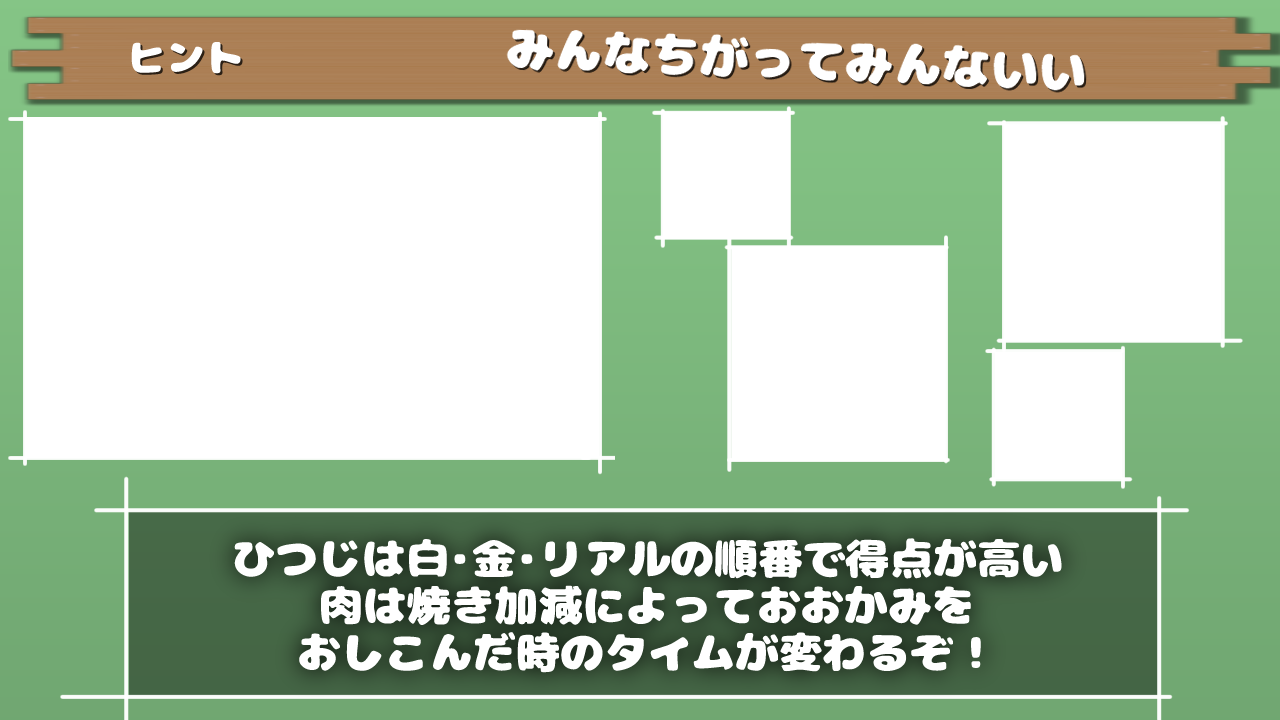 ヒント
みんなちがってみんないい
ひつじは白・金・リアルの順番で得点が高い
肉は焼き加減によっておおかみを
おしこんだ時のタイムが変わるぞ！